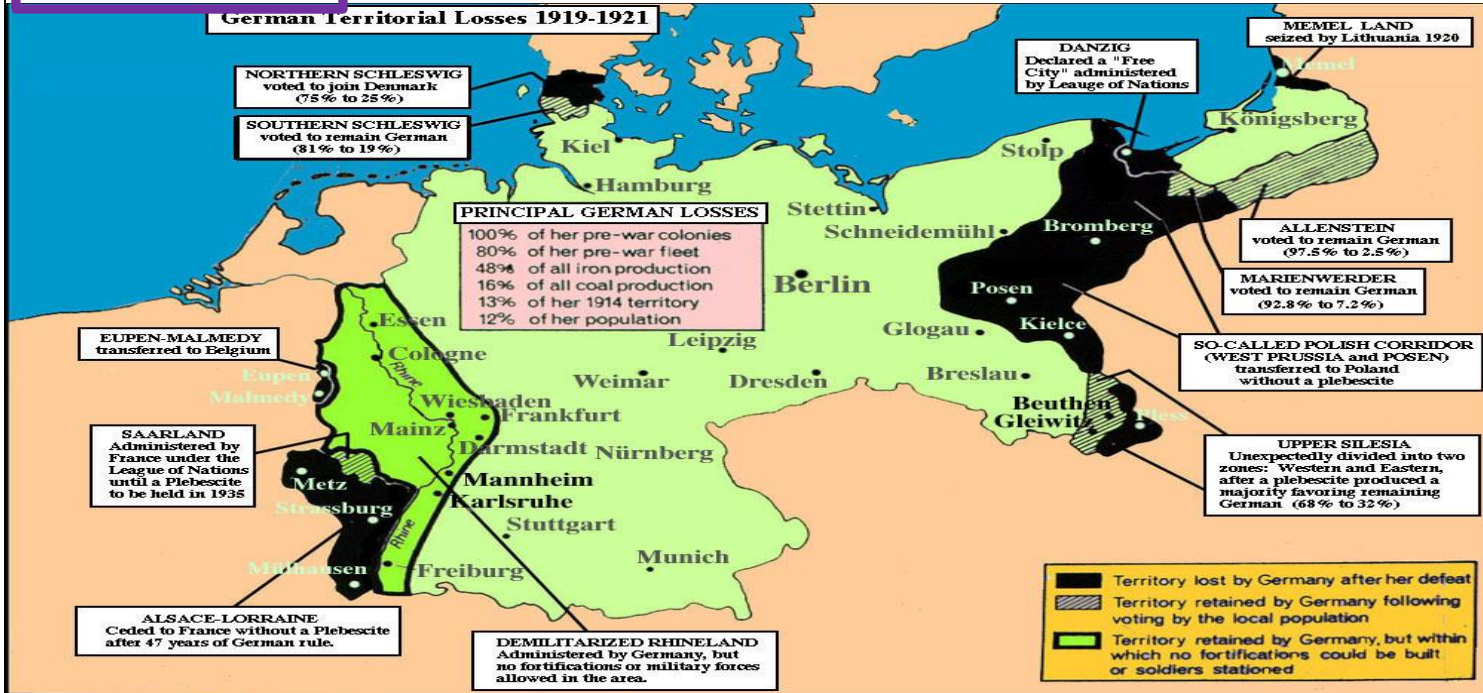 German Territorial Losses 1919-1921
MEMEL LAND
seized by Lithuania 1920
DANZIG
Declared a "Free
City" administered
by Leauge of Nations
NORTHERN SCHLESWIG
voted to join Denmark
(75% to 25%)
SOUTHERN SCHLESWIG
voted to remain German
(81% to 19%)
Memel
Königsberg
Kiel
Stolp
Hamburg
Stettin
Schneidemühl
Bromberg
PRINCIPAL GERMAN LOSSES
100% of her pre-war colonies
80% of her pre-war fleet
48% of all iron production
16% of all coal production
13% of her 1914 territory
12% of her population
ALLENSTEIN
voted to remain German
(97.5% to 2.5%)
MARIENWERDER
voted to remain German
(92.8% to 7.2%)
Berlin
Posen
Kielce
Glogau
Essen
Cologne
Rhine
Leipzig
EUPEN-MALMEDY
transferred to Belgium
Eupen
Malmedy
SO-CALLED POLISH CORRIDOR
(WEST PRUSSIA and POSEN)
transferred to Poland
without a plebescite
Weimar
Dresden
Breslau
Wiesbaden
Frankfurt
Mainz
Darmstadt
Nürnberg
Beuthen
Gleiwitz
Pless
SAARLAND
Administered by
France under the
League of Nations
until a Plebescite
to be held in 1935
UPPER SILESIA
Unexpectedly divided into two
zones: Western and Eastern,
after a plebescite produced a
majority favoring remaining
German (68% to 32%)
Metz
Mannheim
Karlsruhe
Strassburg
Stuttgart
Rhine
Munich
Mülhausen
Freiburg
ALSACE-LORRAINE
Ceded to France without a Plebescite
after 47 years of German rule.
DEMILITARIZED RHINELAND
Administered by Germany, but
no fortifications or military forces
allowed in the area.
Territory lost by Germany after her defeat
Territory retained by Germany following
voting by the local population
Territory retained by Germany, but within
which no fortifications could be built
or soldiers stationed